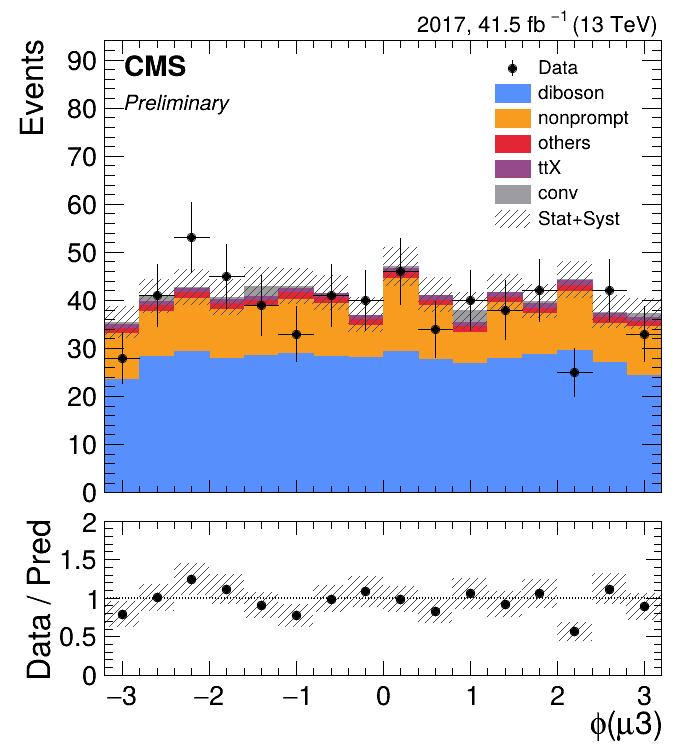 2017, 41.5 fb⁻¹ (13 TeV)
CMS
Preliminary
Data
diboson
nonprompt
others
ttX
conv
Stat+Syst
Events
90
80
70
60
50
40
30
20
10
0
Data / Pred
2
1.5
1
0.5
0
−3 −2 −1 0 1 2 3
ϕ(μ3)